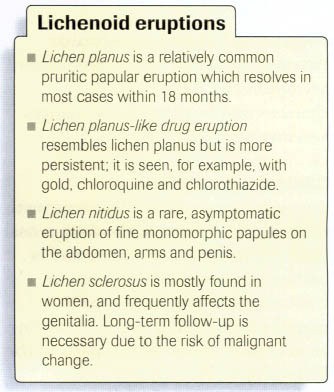 Lichenoid eruptions
■ Lichen planus is a relatively common
pruritic papular eruption which resolves in
most cases within 18 months.
■ Lichen planus-like drug eruption
resembles lichen planus but is more
persistent; it is seen, for example, with
gold, chloroquine and chlorothiazide.
■ Lichen nitidus is a rare, asymptomatic
eruption of fine monomorphic papules on
the abdomen, arms and penis.
■ Lichen sclerosus is mostly found in
women, and frequently affects the
genitalia. Long-term follow-up is
necessary due to the risk of malignant
change.